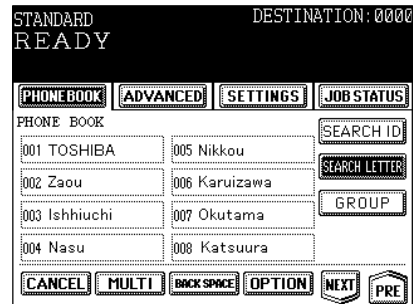 STANDARD DESTINATION:0000
READY
PHONE BOOK ADVANCED SETTINGS JOB STATUS
PHONE BOOK
SEARCH ID
001 TOSHIBA 005 Nikkou
SEARCH LETTER
002 Zaou 006 Karuizawa
GROUP
003 Ishhiuchi 007 Okutama
004 Nasu 008 Katsuura
CANCEL MULTI BACK SPACE OPTION NEXT PRE